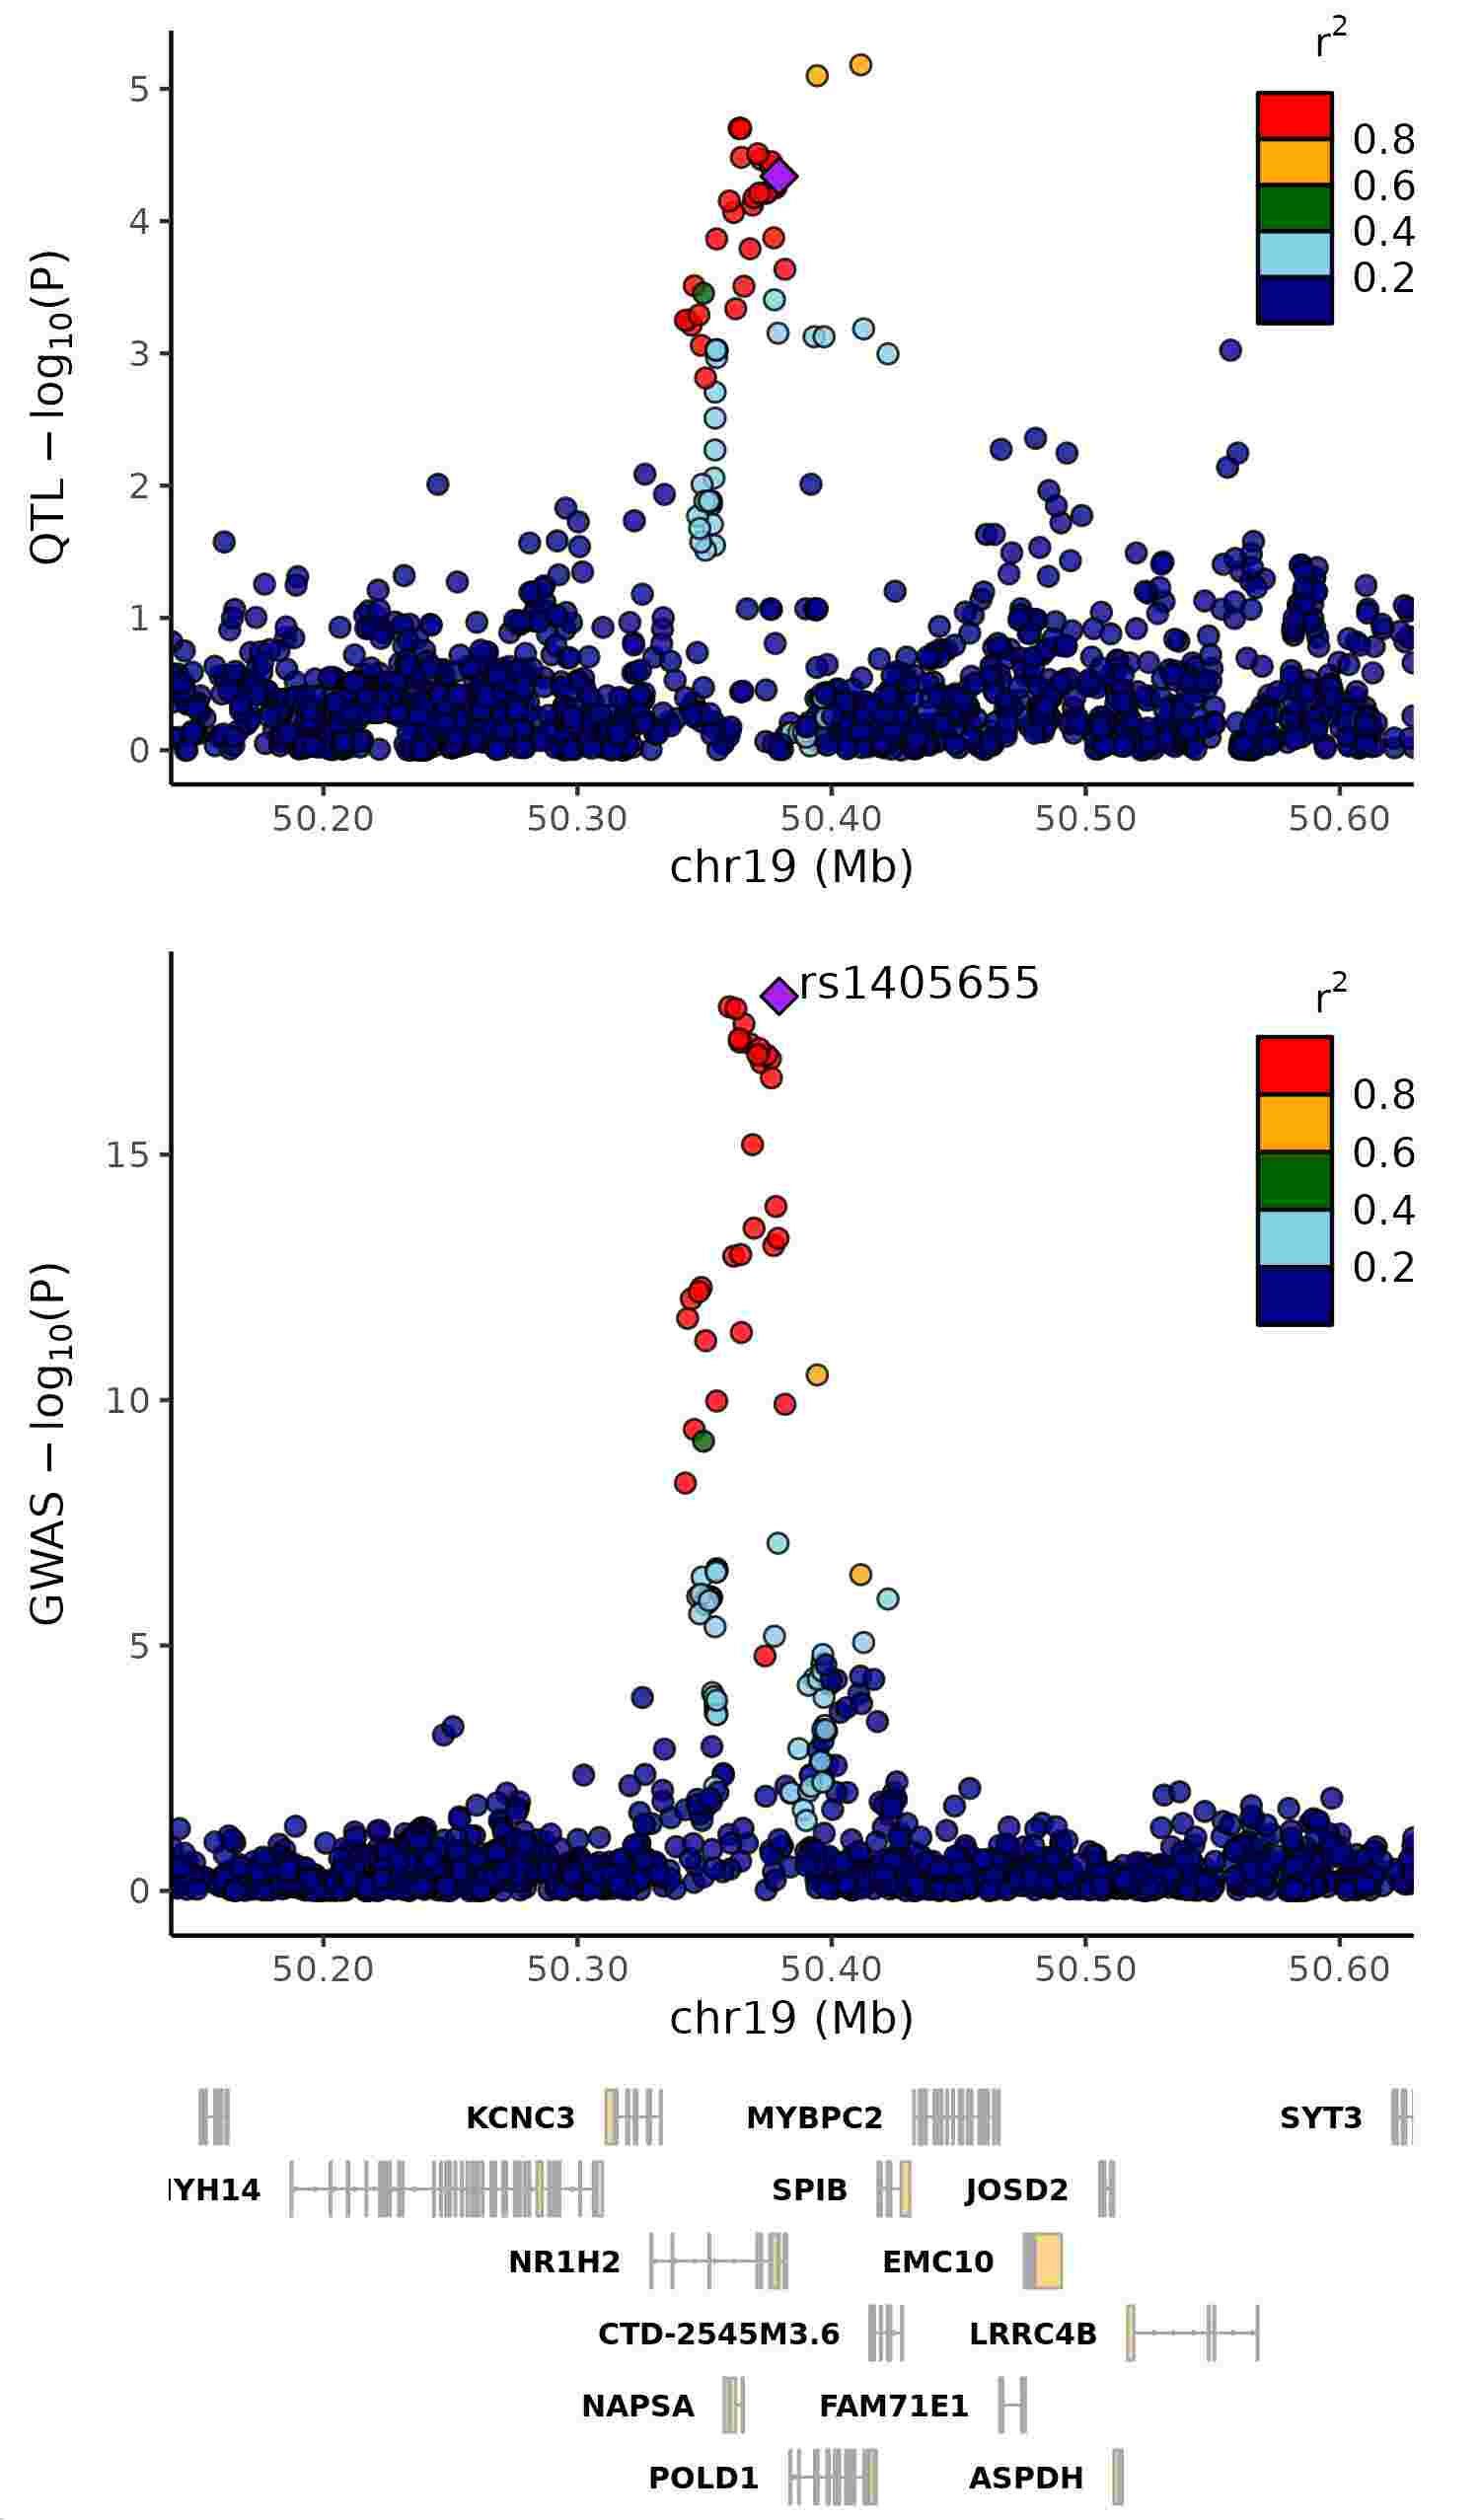 r2
5
4
3
2
1
0
QTL −log10(P)
0.8
0.6
0.4
0.2
50.20 50.30 50.40 50.50 50.60
chr19 (Mb)
rs1405655
r2
15
10
5
0
GWAS −log10(P)
0.8
0.6
0.4
0.2
50.20 50.30 50.40 50.50 50.60
chr19 (Mb)
KCNC3 MYBPC2 SYT3
YH14 SPIB JOSD2
NR1H2 EMC10
CTD-2545M3.6 LRRC4B
NAPSA FAM71E1
POLD1 ASPDH